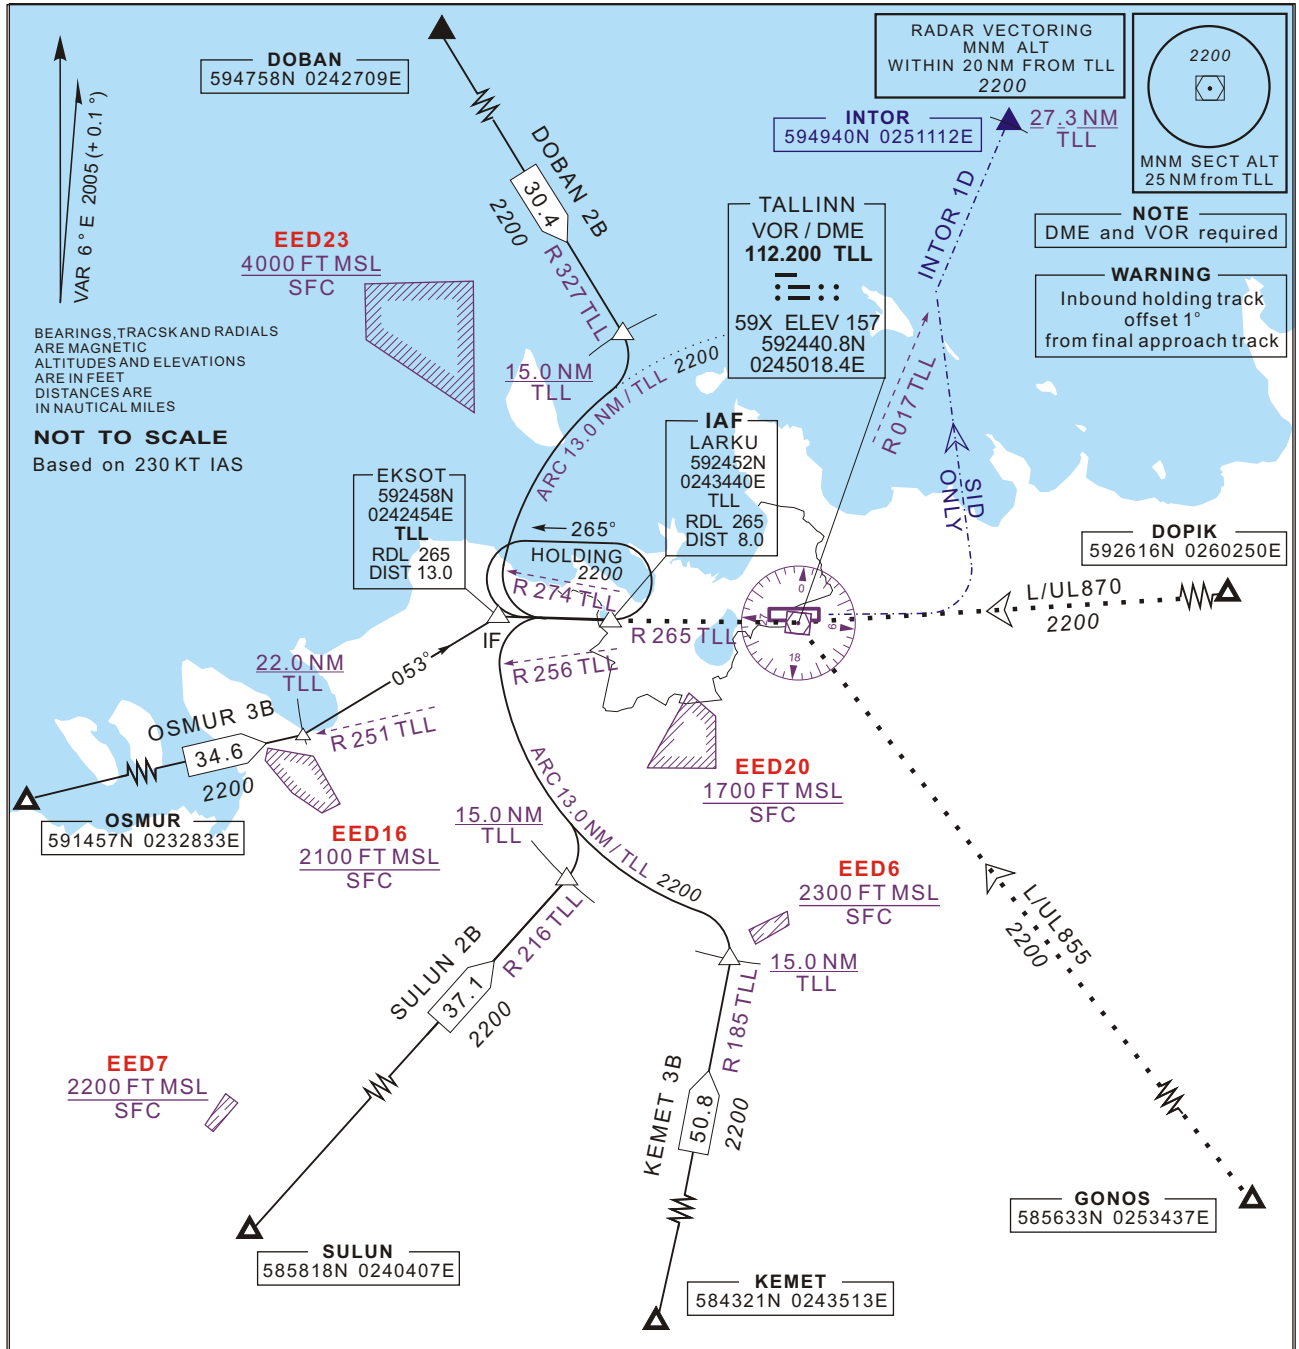 DOBAN
594758N 0242709E
RADAR VECTORING
MNM ALT
WITHIN 20 NM FROM TLL
2200
2200
MNM SECT ALT
25 NM from TLL
INTOR
594940N 0251112E
27.3 NM
TLL
VAR 6° E 2005 (+ 0.1°)
DOBAN 2B
30.4
2200
R 327 TLL
INTOR 1D
NOTE
DME and VOR required
WARNING
Inbound holding track
offset 1°
from final approach track
TALLINN
VOR / DME
112.200 TLL
59X ELEV 157
592440.8N
0245018.4E
EED23
4000 FT MSL
SFC
BEARINGS,TRACSKAND RADIALS
ARE MAGNETIC
ALTITUDES AND ELEVATIONS
ARE IN FEET
DISTANCES ARE
IN NAUTICAL MILES
NOT TO SCALE
Based on 230 KT IAS
15.0 NM
TLL
ARC 13.0 NM / TLL 2200
R 017 TLL
IAF
LARKU
592452N
0243440E
TLL
RDL 265
DIST 8.0
EKSOT
592458N
0242454E
TLL
RDL 265
DIST 13.0
265°
HOLDING
2200
R 274 TLL
SID
ONLY
DOPIK
592616N 0260250E
L/UL870
2200
0
9
18
27
IF
R 265 TLL
R 256 TLL
22.0 NM
TLL
053°
R 251 TLL
OSMUR 3B
34.6
2200
OSMUR
591457N 0232833E
EED16
2100 FT MSL
SFC
EED20
1700 FT MSL
SFC
15.0 NM
TLL
ARC 13.0 NM / TLL 2200
EED6
2300 FT MSL
SFC
L/UL855
2200
SULUN 2B
37.1
2200
R 216 TLL
15.0 NM
TLL
R 185 TLL
KEMET 3B
50.8
2200
EED7
2200 FT MSL
SFC
GONOS
585633N 0253437E
SULUN
585818N 0240407E
KEMET
584321N 0243513E